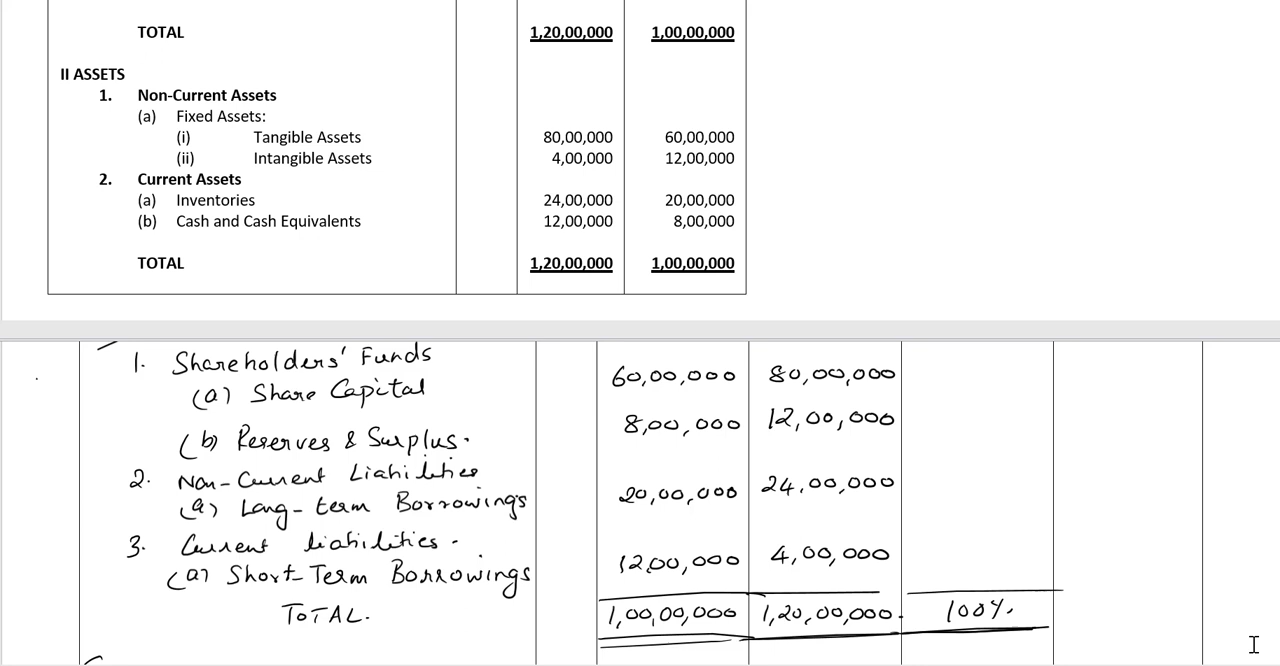 TOTAL 1,20,00,000 1,00,00,000
II ASSETS
1. Non-Current Assets
(a) Fixed Assets:
(i) Tangible Assets 80,00,000 60,00,000
(ii) Intangible Assets 4,00,000 12,00,000
2. Current Assets
(a) Inventories 24,00,000 20,00,000
(b) Cash and Cash Equivalents 12,00,000 8,00,000
TOTAL 1,20,00,000 1,00,00,000
1. Shareholders' Funds
(a) Share Capital 60,00,000 80,00,000
(b) Reserves & Surplus. 8,00,000 12,00,000
2. Non-Current Liabilities
(a) Long-term Borrowings 20,00,000 24,00,000
3. Current liabilities.
(a) Short-Term Borrowings 12,00,000 4,00,000
TOTAL. 1,00,00,000 1,20,00,000. 100%.